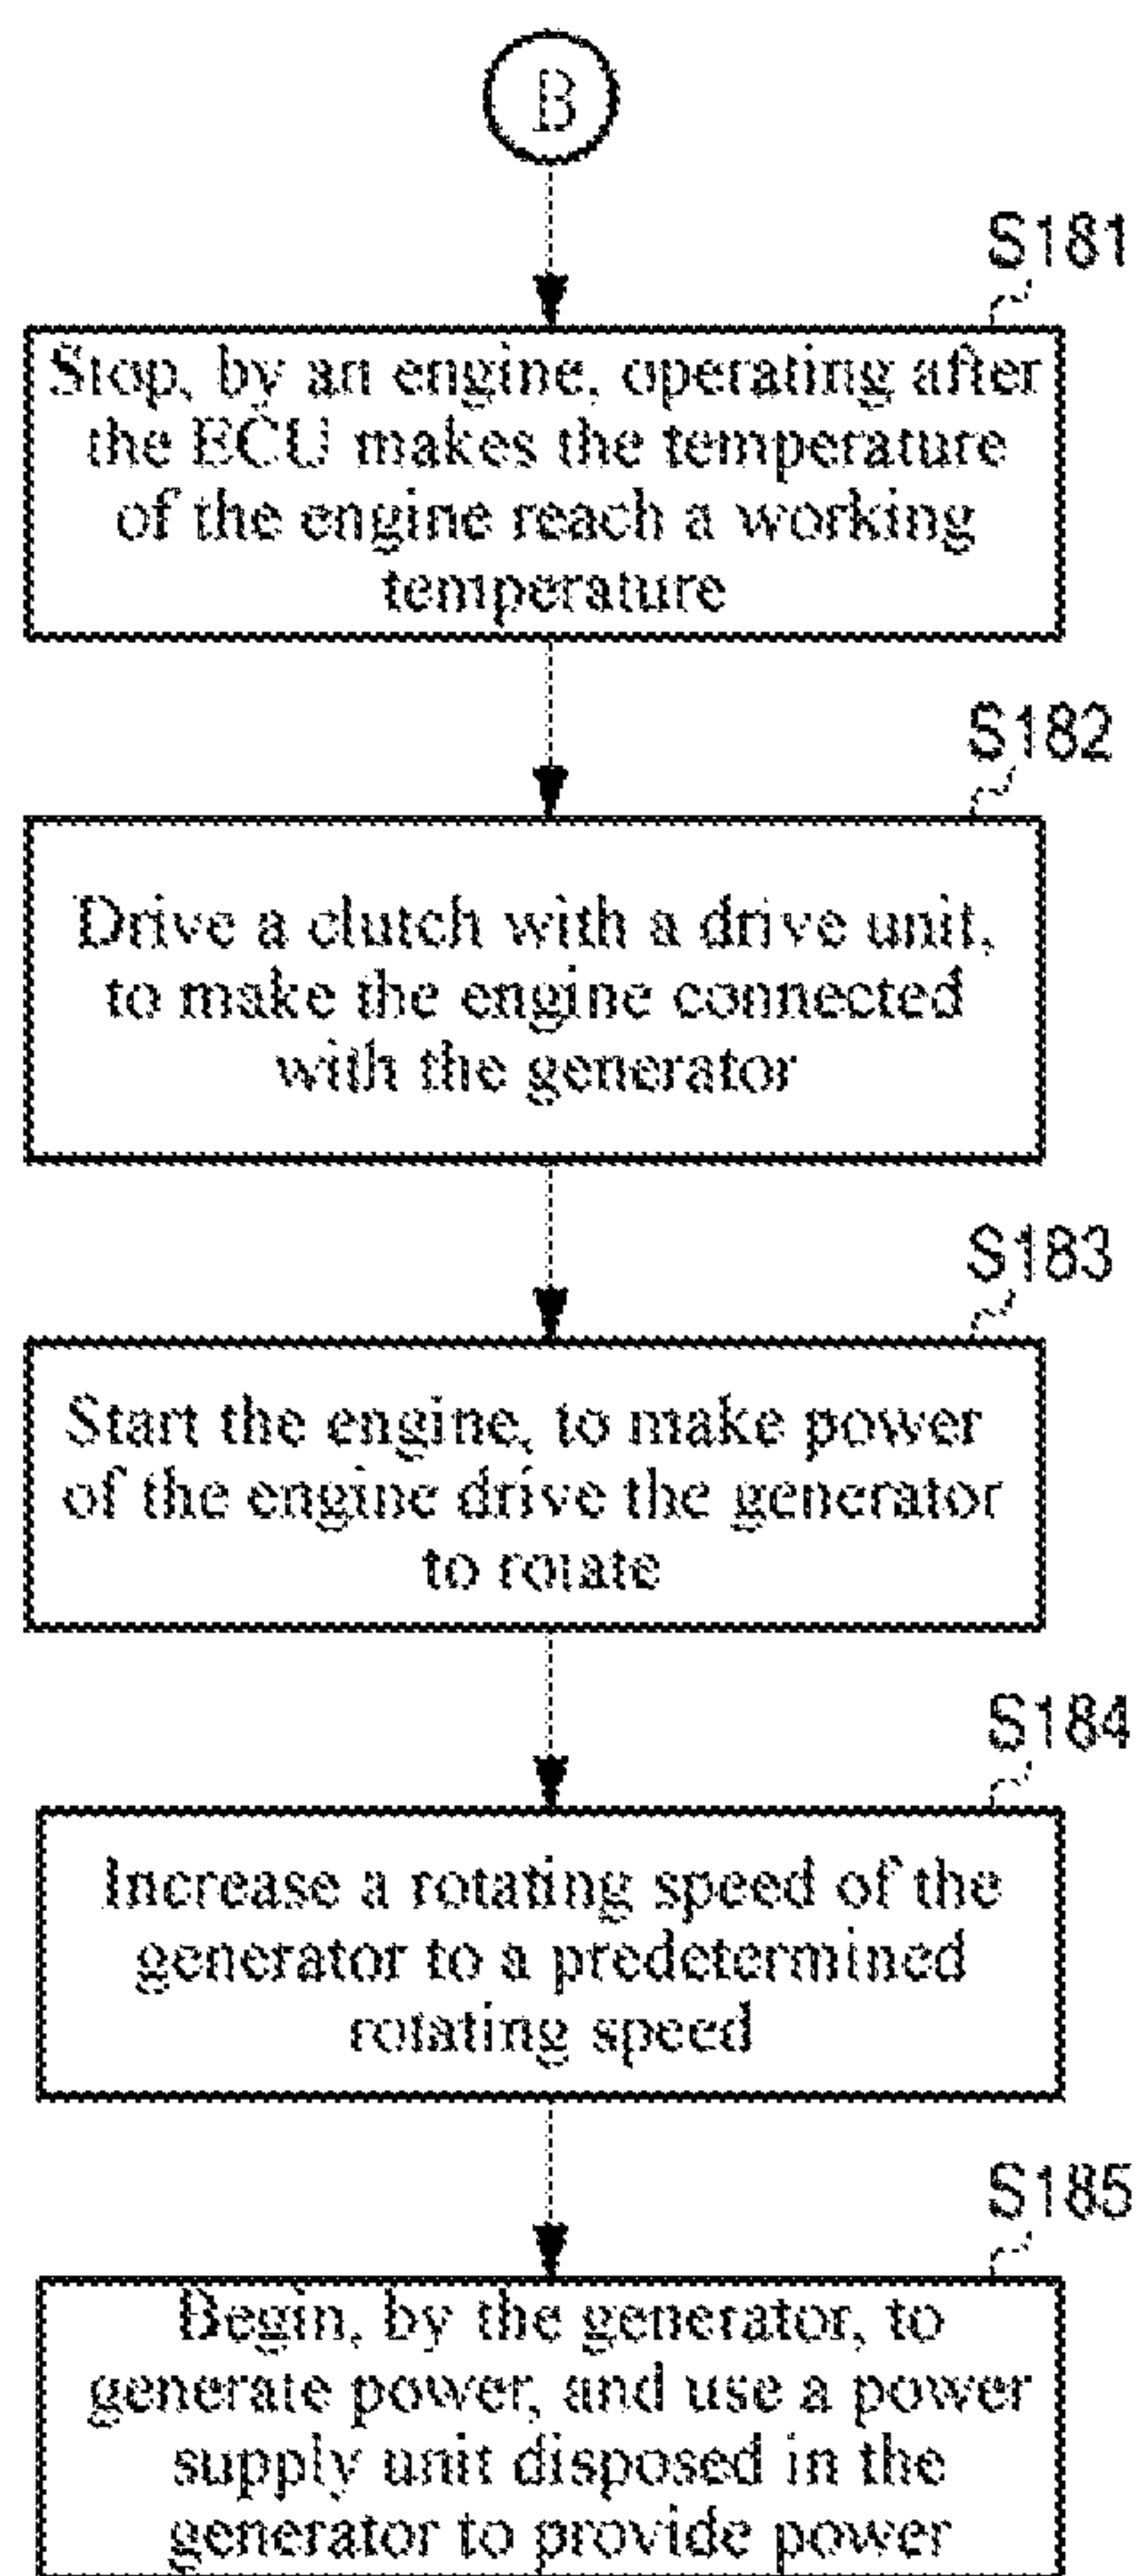 B
S181
Stop, by an engine, operating after
the ECU makes the temperature
of the engine reach a working
temperature
S182
Drive a clutch with a drive unit,
to make the engine connected
with the generator
S183
Start the engine, to make power
of the engine drive the generator
to rotate
S184
Increase a rotating speed of the
generator to a predetermined
rotating speed
S185
Begin, by the generator, to
generate power, and use a power
supply unit disposed in the
generator to provide power